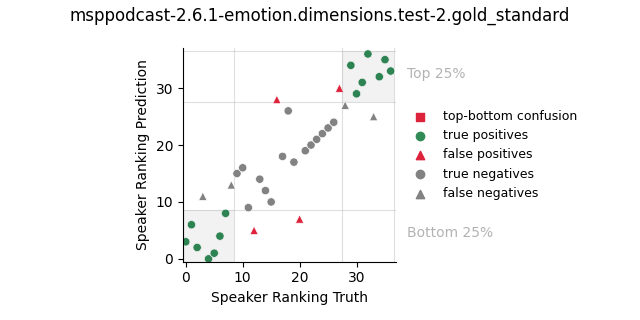 msppodcast-2.6.1-emotion.dimensions.test-2.gold_standard
Speaker Ranking Prediction
30
20
10
0
0 10 20 30
Speaker Ranking Truth
Top 25%
top-bottom confusion
true positives
false positives
true negatives
false negatives
Bottom 25%